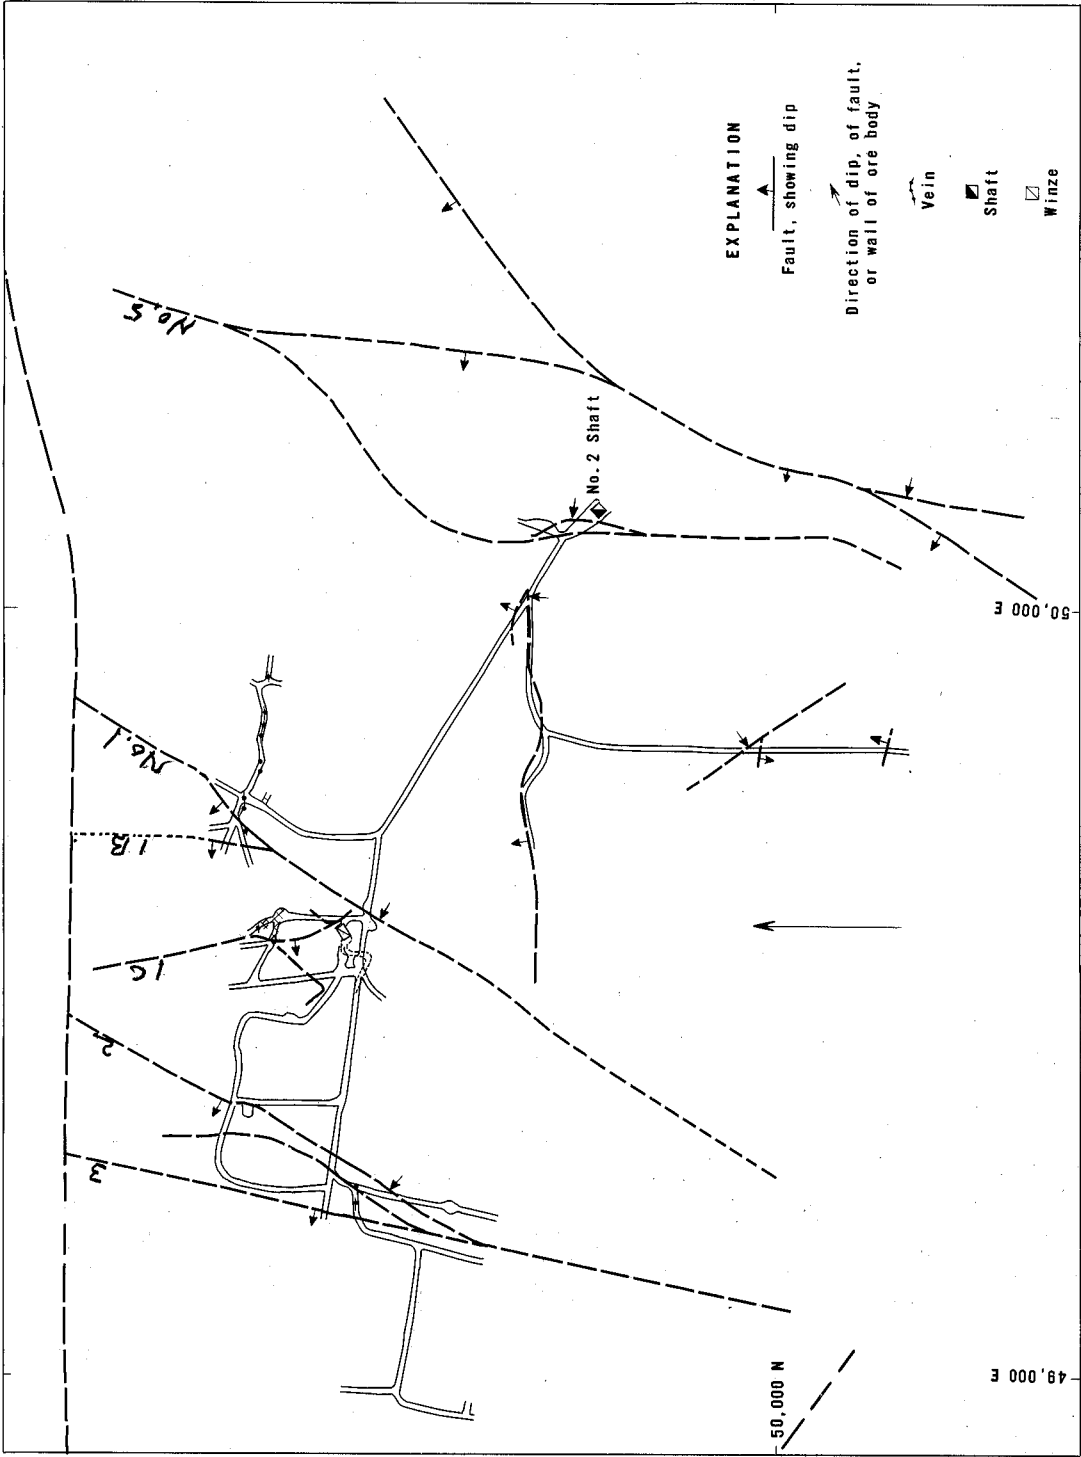 EXPLANATION
Fault, showing dip
Direction of dip, of fault,
or wall of ore body
Vein
Shaft
Winze
No. 5
No. 2 Shaft
No. 1
1B
1C
2
3
50,000 E
49,000 E
50,000 N